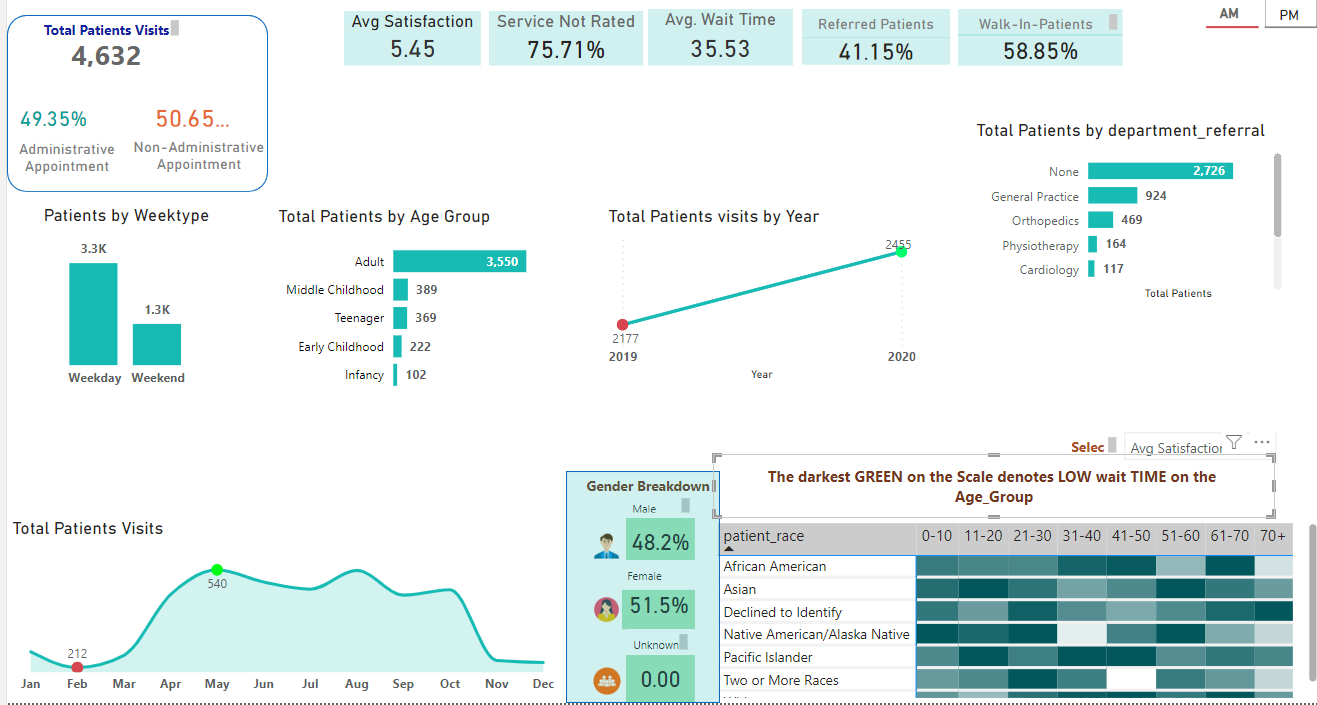 Total Patients Visits
4,632
49.35%
50.65...
Administrative
Appointment
Non-Administrative
Appointment
Avg Satisfaction
5.45
Service Not Rated
75.71%
Avg. Wait Time
35.53
Referred Patients
41.15%
Walk-In-Patients
58.85%
AM
PM
Patients by Weektype
3.3K
1.3K
Weekday
Weekend
Total Patients by Age Group
Adult 3,550
Middle Childhood 389
Teenager 369
Early Childhood 222
Infancy 102
Total Patients visits by Year
2455
2177
2019
2020
Year
Total Patients by department_referral
None 2,726
General Practice 924
Orthopedics 469
Physiotherapy 164
Cardiology 117
Total Patients
Total Patients Visits
540
212
Jan Feb Mar Apr May Jun Jul Aug Sep Oct Nov Dec
Gender Breakdown
Male
48.2%
Female
51.5%
Unknown
0.00
Selec
Avg Satisfaction
The darkest GREEN on the Scale denotes LOW wait TIME on the
Age_Group
patient_race 0-10 11-20 21-30 31-40 41-50 51-60 61-70 70+
African American
Asian
Declined to Identify
Native American/Alaska Native
Pacific Islander
Two or More Races